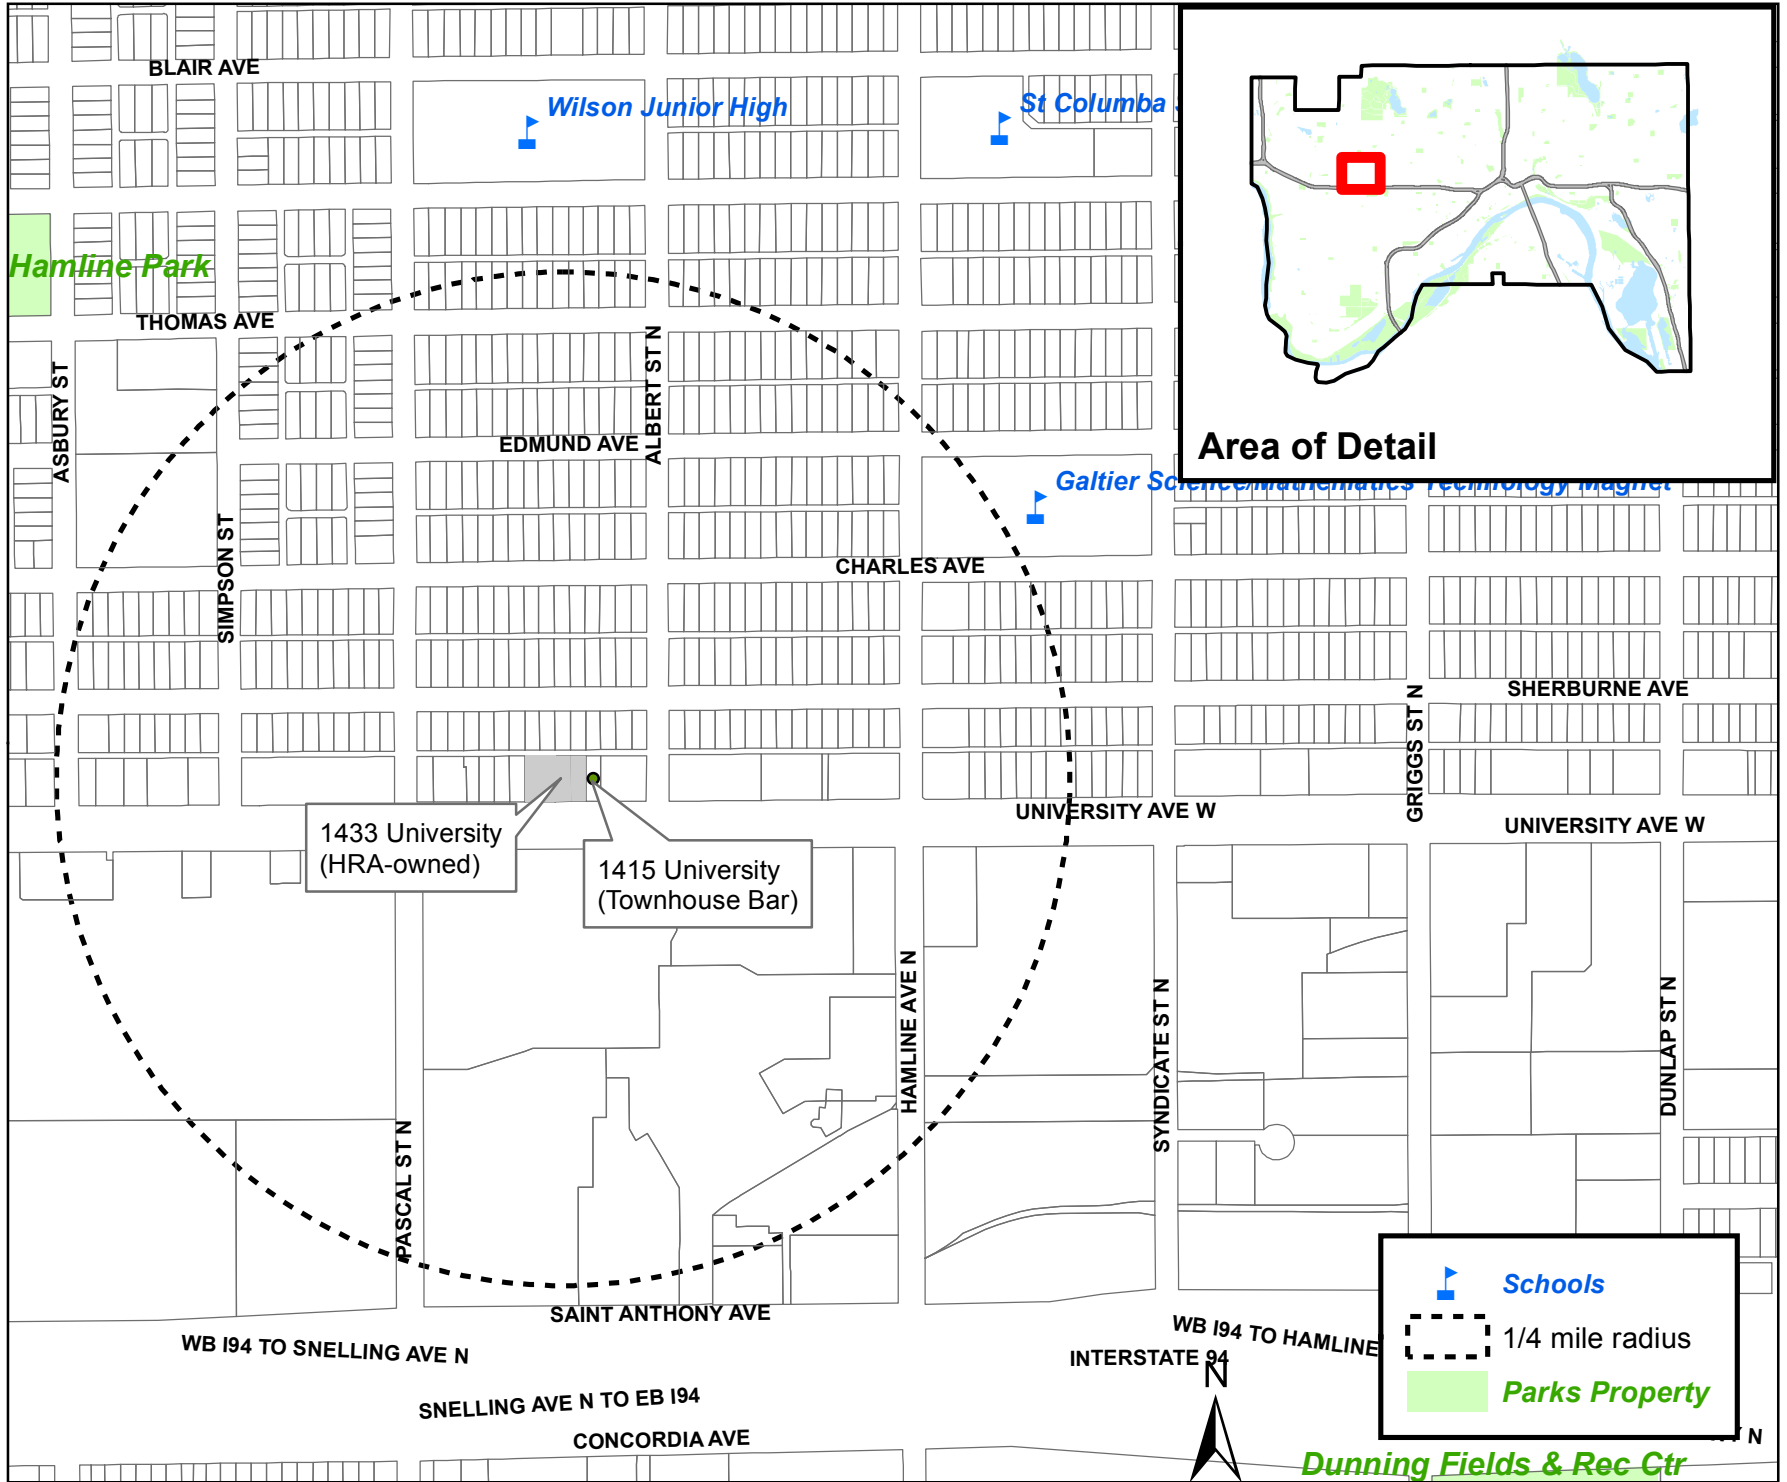 BLAIR AVE
Wilson Junior High
St Columba
Hamline Park
THOMAS AVE
ASBURY ST
ALBERT ST N
EDMUND AVE
Area of Detail
Galtier Science/Mathematics Technology Magnet
SIMPSON ST
CHARLES AVE
SHERBURNE AVE
GRIGGS ST N
UNIVERSITY AVE W
UNIVERSITY AVE W
1433 University
(HRA-owned)
1415 University
(Townhouse Bar)
HAMLINE AVE N
SYNDICATE ST N
DUNLAP ST N
PASCAL ST N
SAINT ANTHONY AVE
WB I94 TO SNELLING AVE N
WB I94 TO HAMLINE
INTERSTATE 94
N
SNELLING AVE N TO EB I94
CONCORDIA AVE
Schools
1/4 mile radius
Parks Property
N
Dunning Fields & Rec Ctr